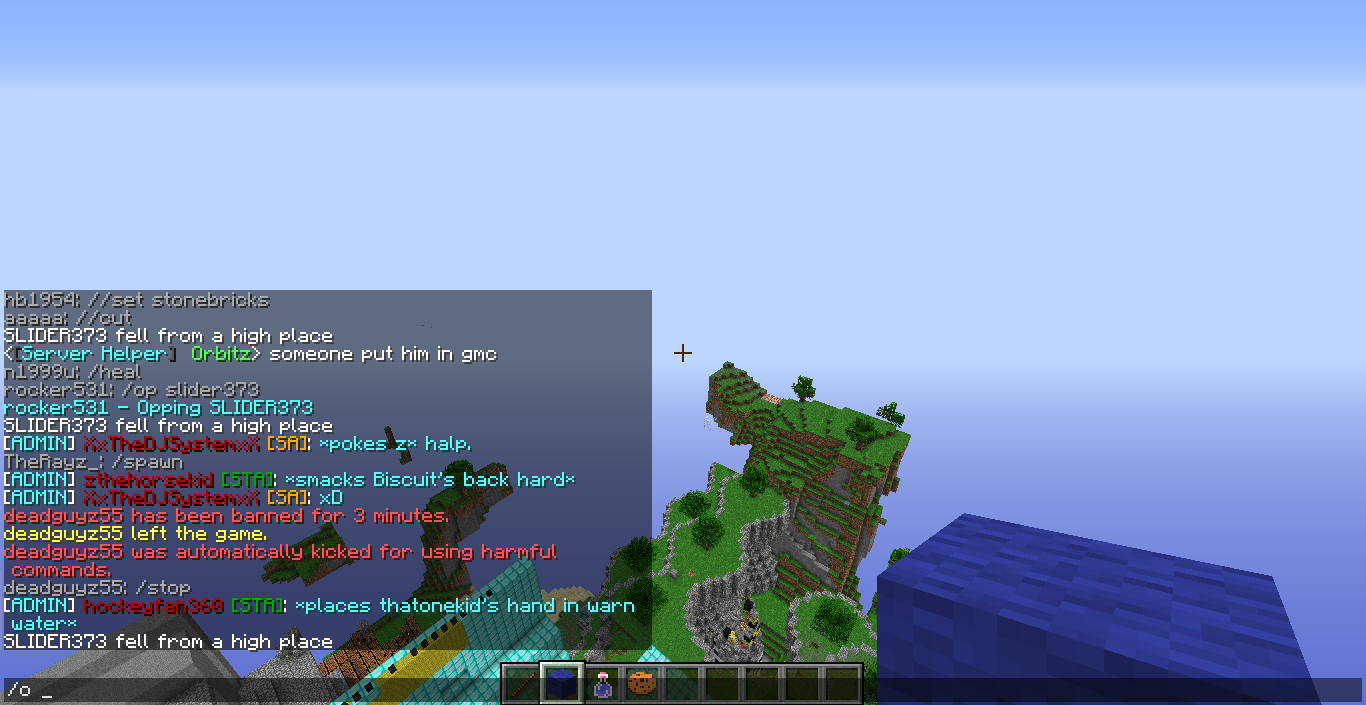 hb1954: //set stonebricks
aaaaa: //cut
SLIDER373 fell from a high place
<[Server Helper] Orbitz> someone put him in gmc
n1999u: /heal
rocker531: /op slider373
rocker531 - Opping SLIDER373
SLIDER373 fell from a high place
[ADMIN] XxTheDJSystemxX [SA]: *pokes z* halp.
TheRayz_: /spawn
[ADMIN] zthehorsekid [STA]: *smacks Biscuit's back hard*
[ADMIN] XxTheDJSystemxX [SA]: xD
deadguyz55 has been banned for 3 minutes.
deadguyz55 left the game.
deadguyz55 was automatically kicked for using harmful
commands.
deadguyz55: /stop
[ADMIN] hockeyfan360 [STA]: *places thatonekid's hand in warn
water*
SLIDER373 fell from a high place
/o _